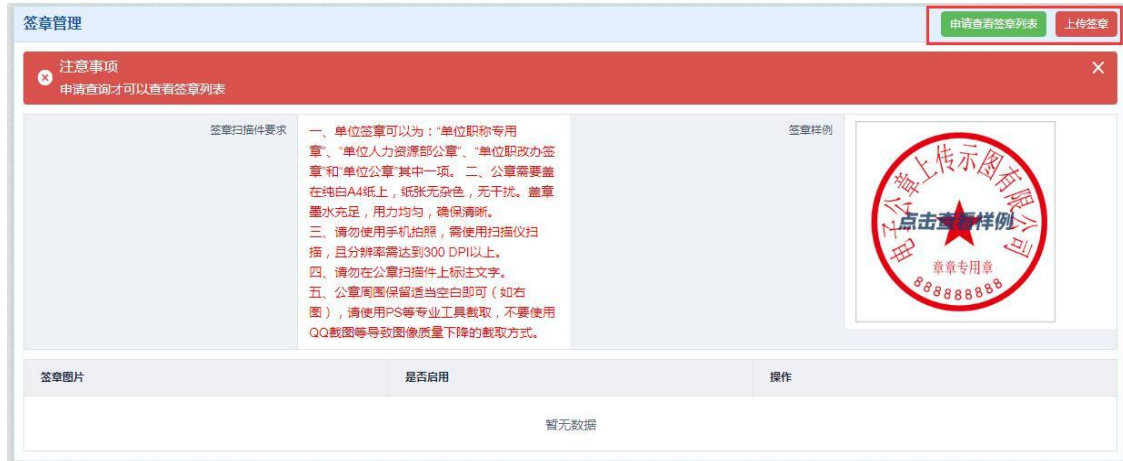 签章管理
申请查看签章列表
上传签章
注意事项
申请查询才可以查看签章列表
签章扫描件要求
一、单位签章可以为："单位职称专用
章"、"单位人力资源部公章"、"单位职改办签
章"和"单位公章"其中一项。 二、公章需要盖
在纯白A4纸上，纸张无杂色，无干扰。盖章
墨水充足，用力均匀，确保清晰。
三、请勿使用手机拍照，需使用扫描仪扫
描，且分辨率需达到300 DPI以上。
四、请勿在公章扫描件上标注文字。
五、公章周围保留适当空白即可（如右
图），请使用PS等专业工具截取，不要使用
QQ截图等导致图像质量下降的截取方式。
签章样例
电子公章上传示图有限公司
点击查看样例
章章专用章
888888888
签章图片
是否启用
操作
暂无数据